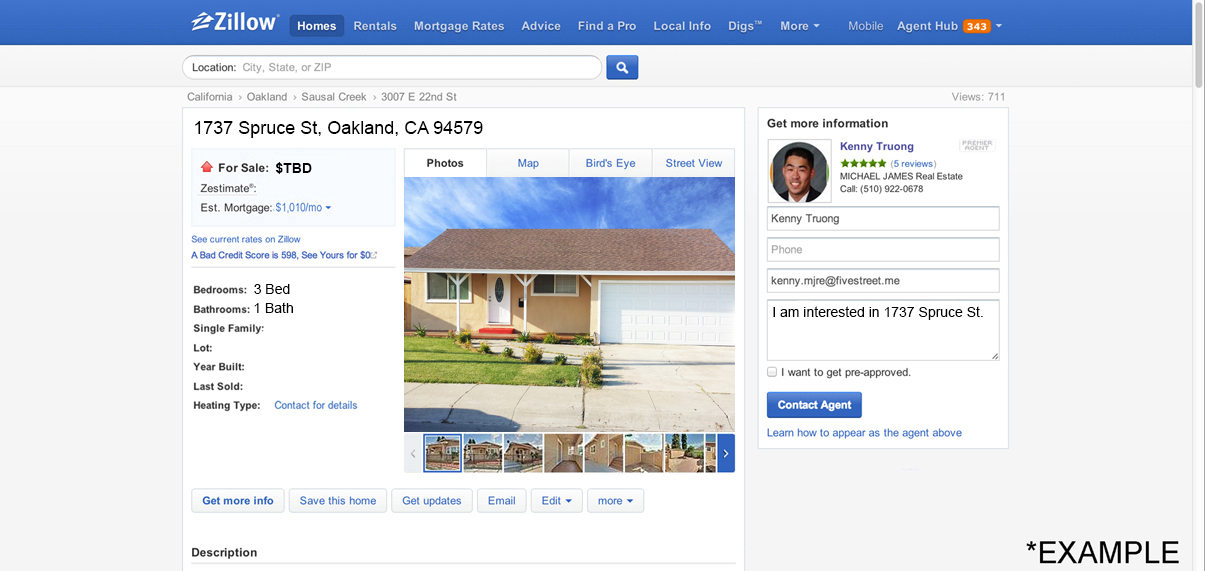 Zillow®
Homes Rentals Mortgage Rates Advice Find a Pro Local Info Digs™ More Mobile Agent Hub 343
Location: City, State, or ZIP
California › Oakland › Sausal Creek › 3007 E 22nd St
Views: 711
1737 Spruce St, Oakland, CA 94579
For Sale: $TBD
Zestimate®:
Est. Mortgage: $1,010/mo
See current rates on Zillow
A Bad Credit Score is 598, See Yours for $0
Bedrooms: 3 Bed
Bathrooms: 1 Bath
Single Family:
Lot:
Year Built:
Last Sold:
Heating Type: Contact for details
Photos Map Bird's Eye Street View
Get more info Save this home Get updates Email Edit more
Description
Get more information
Kenny Truong
PREMIER
AGENT
(5 reviews)
MICHAEL JAMES Real Estate
Call: (510) 922-0678
Kenny Truong
Phone
kenny.mjre@fivestreet.me
I am interested in 1737 Spruce St.
I want to get pre-approved.
Contact Agent
Learn how to appear as the agent above
*EXAMPLE